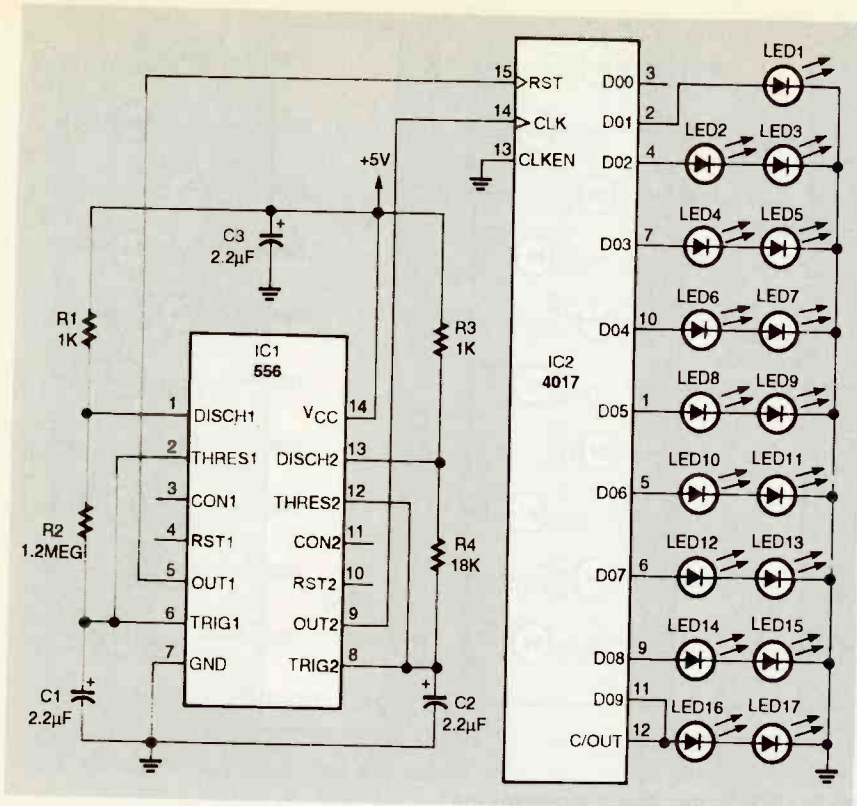 LED1
15
RST
D00
3
14
CLK
D01
2
LED2 LED3
13
CLKEN
D02
4
+5V
LED4 LED5
C3
2.2µF
+
D03
7
LED6 LED7
R1
1K
R3
1K
D04
10
IC1
556
IC2
4017
LED8 LED9
1
DISCH1
VCC
14
D05
1
2
THRES1
DISCH2
13
LED10 LED11
3
CON1
THRES2
12
D06
5
R2
1.2MEG
4
RST1
CON2
11
R4
18K
LED12 LED13
5
OUT1
RST2
10
D07
6
6
TRIG1
OUT2
9
LED14 LED15
7
GND
TRIG2
8
D08
9
C1
2.2µF
+
+
C2
2.2µF
D09
11
LED16 LED17
C/OUT
12